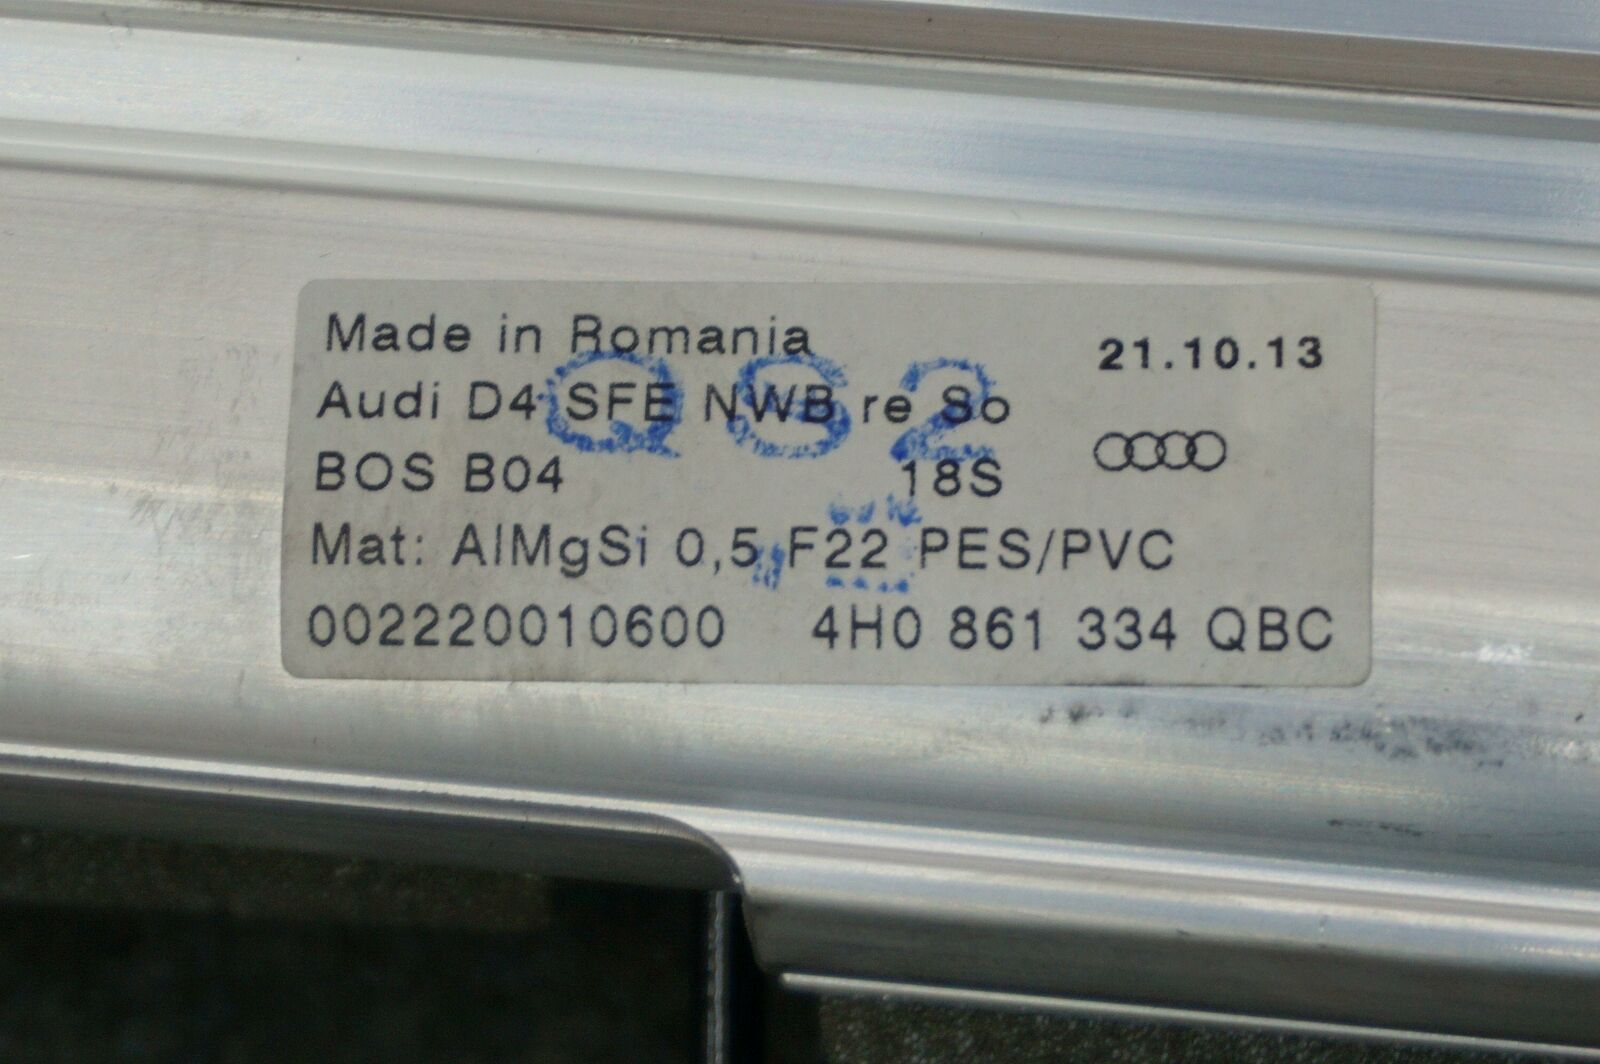 Made in Romania
21.10.13
Audi D4 SFE NWB re So
QS2
BOS B04 18S
Mat: AlMgSi 0,5 F22 PES/PVC
002220010600 4H0 861 334 QBC